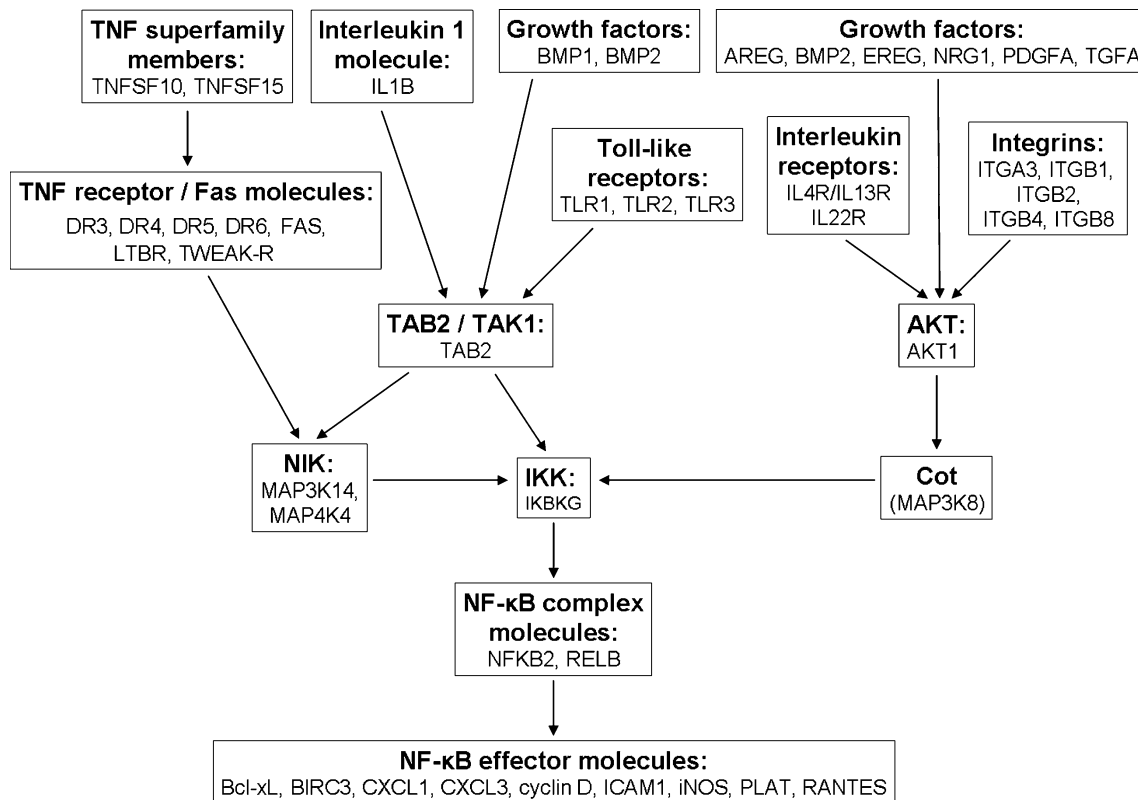 TNF superfamily
members:
TNFSF10, TNFSF15
Interleukin 1
molecule:
IL1B
Growth factors:
BMP1, BMP2
Growth factors:
AREG, BMP2, EREG, NRG1, PDGFA, TGFA
TNF receptor / Fas molecules:
DR3, DR4, DR5, DR6, FAS,
LTBR, TWEAK-R
Toll-like
receptors:
TLR1, TLR2, TLR3
Interleukin
receptors:
IL4R/IL13R
IL22R
Integrins:
ITGA3, ITGB1,
ITGB2,
ITGB4, ITGB8
TAB2 / TAK1:
TAB2
AKT:
AKT1
NIK:
MAP3K14,
MAP4K4
IKK:
IKBKG
Cot
(MAP3K8)
NF-κB complex
molecules:
NFKB2, RELB
NF-κB effector molecules:
Bcl-xL, BIRC3, CXCL1, CXCL3, cyclin D, ICAM1, iNOS, PLAT, RANTES